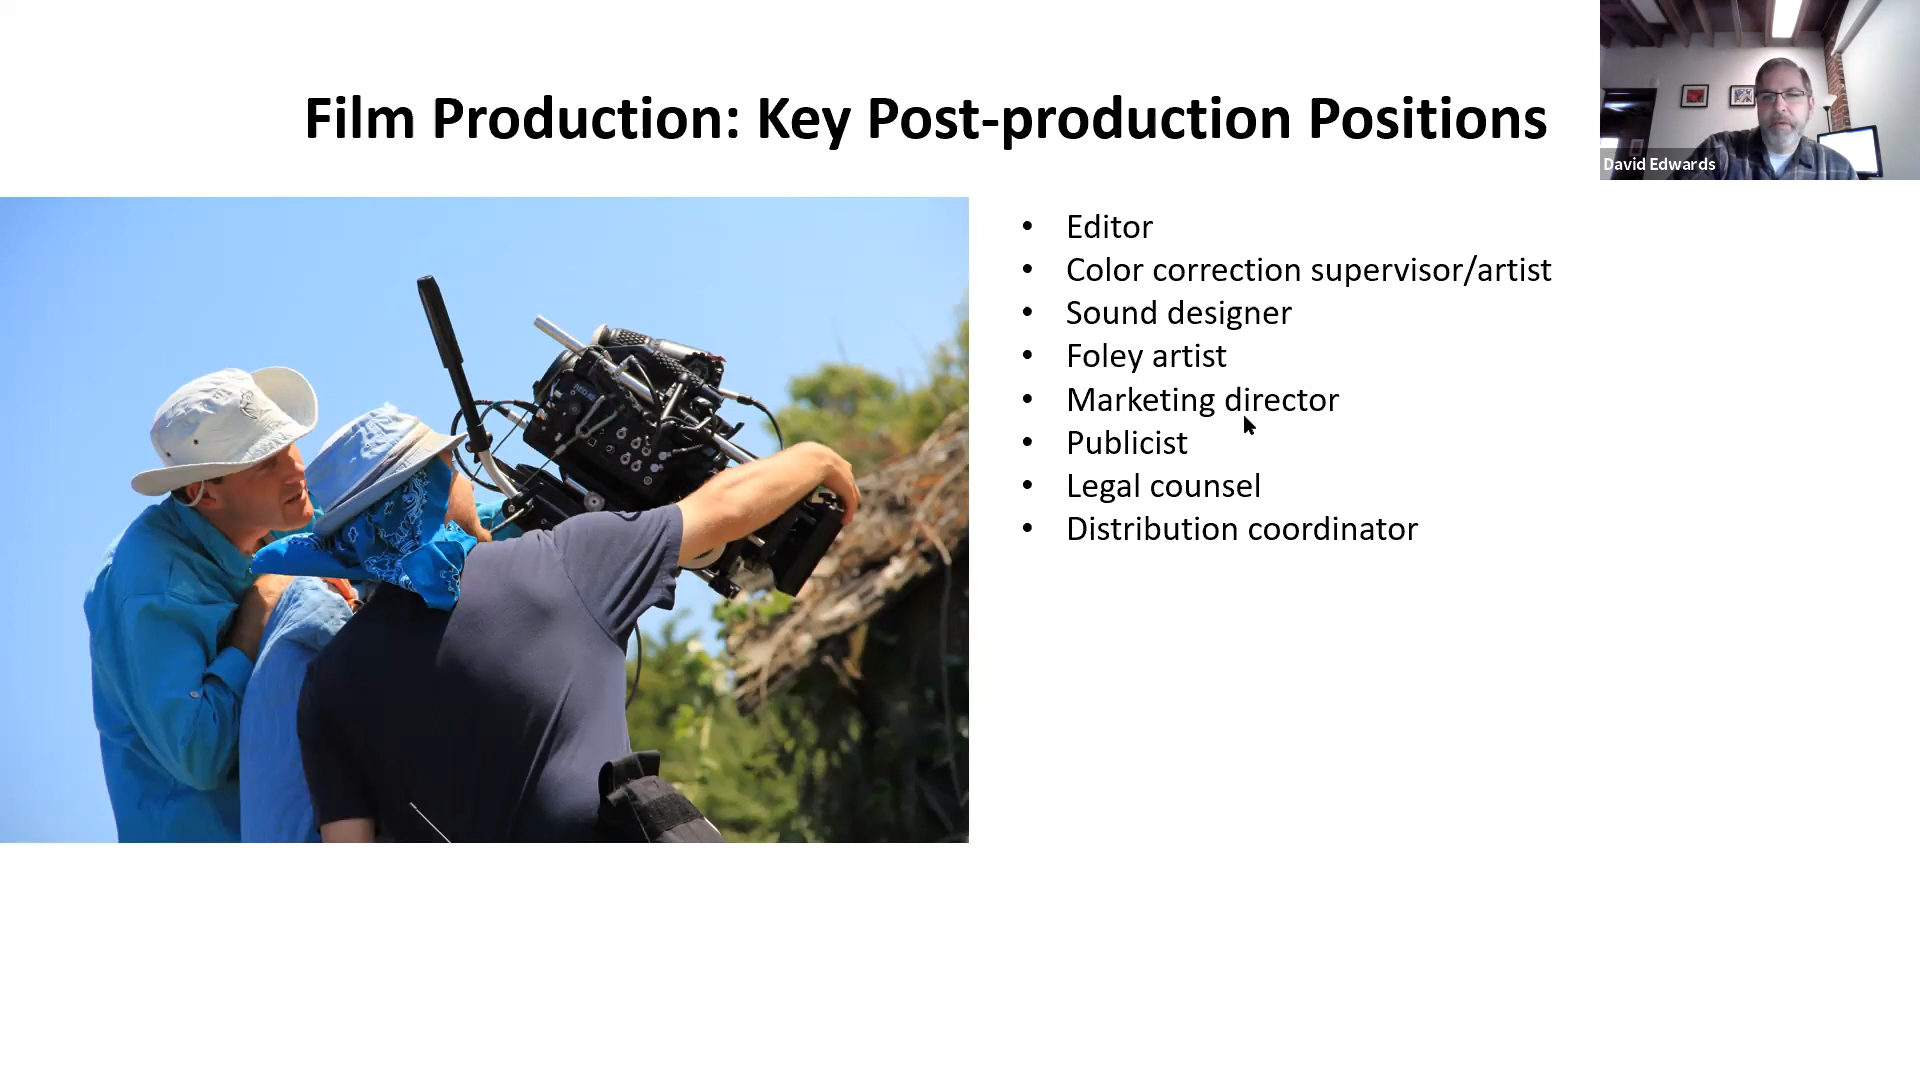 Film Production: Key Post-production Positions
David Edwards
• Editor
• Color correction supervisor/artist
• Sound designer
• Foley artist
• Marketing director
• Publicist
• Legal counsel
• Distribution coordinator